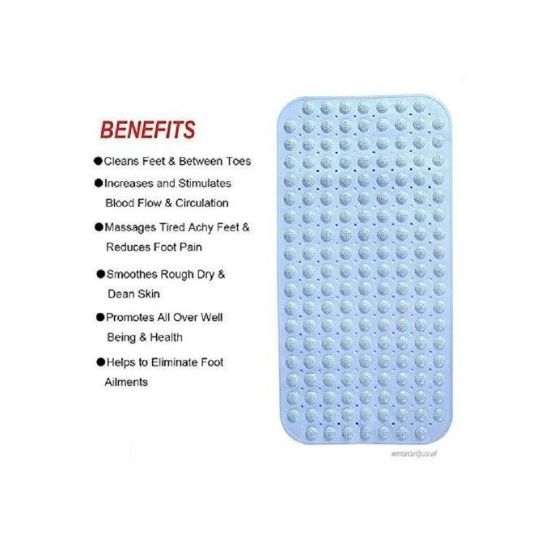 BENEFITS
●Cleans Feet & Between Toes
●Increases and Stimulates
Blood Flow & Circulation
●Massages Tired Achy Feet &
Reduces Foot Pain
●Smoothes Rough Dry &
Dean Skin
●Promotes All Over Well
Being & Health
●Helps to Eliminate Foot
Ailments